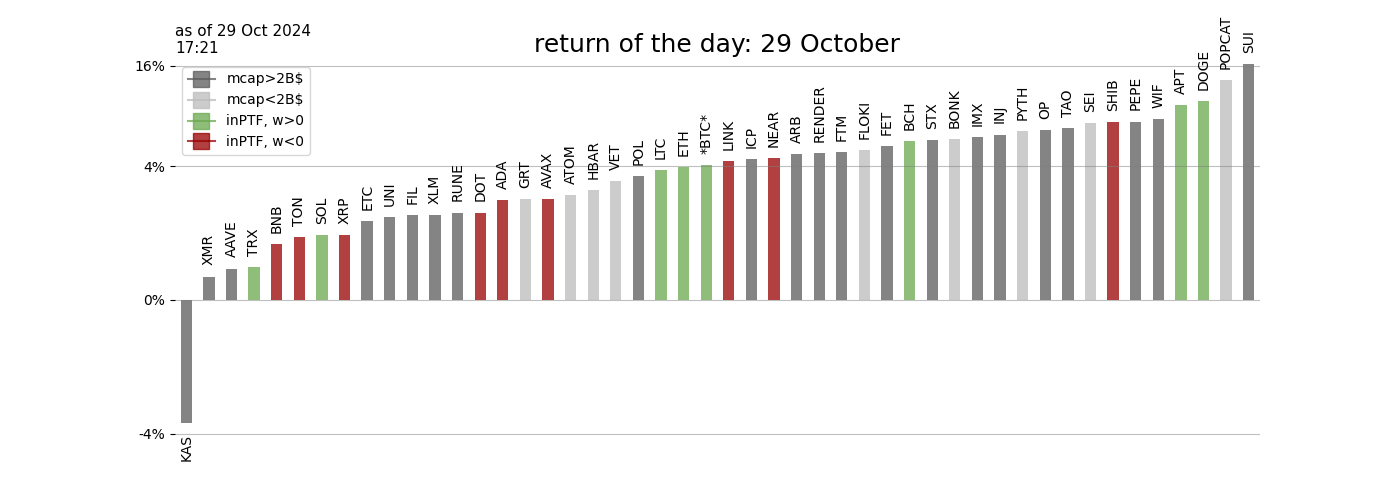 as of 29 Oct 2024
17:21
return of the day: 29 October
16%
4%
0%
-4%
mcap>2B$
mcap<2B$
inPTF, w>0
inPTF, w<0
KAS
XMR
AAVE
TRX
BNB
TON
SOL
XRP
ETC
UNI
FIL
XLM
RUNE
DOT
ADA
GRT
AVAX
ATOM
HBAR
VET
POL
LTC
ETH
*BTC*
LINK
ICP
NEAR
ARB
RENDER
FTM
FLOKI
FET
BCH
STX
BONK
IMX
INJ
PYTH
OP
TAO
SEI
SHIB
PEPE
WIF
APT
DOGE
POPCAT
SUI